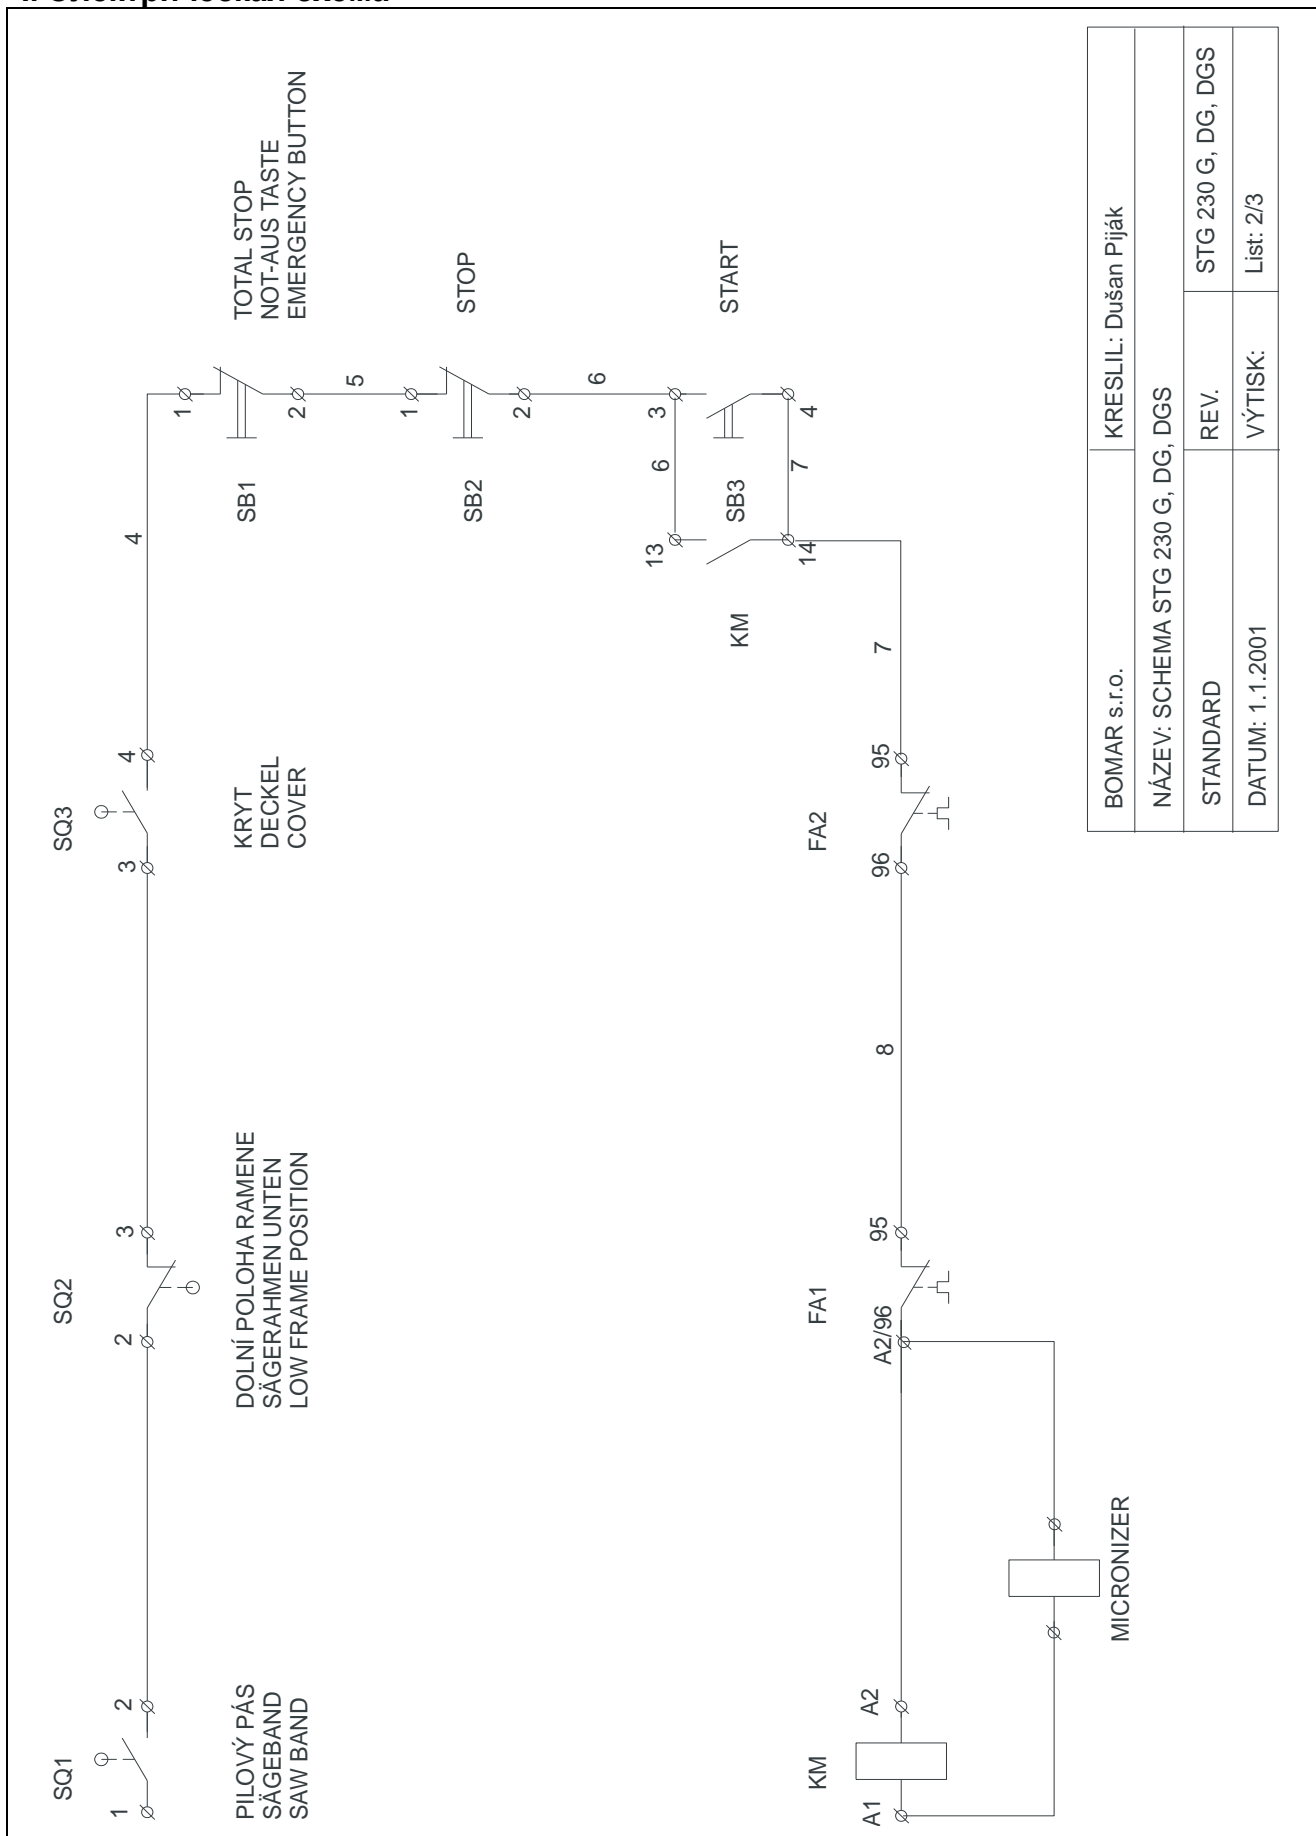 SQ1
SQ2
SQ3
1
2
2
3
3
4
4
1
PILOVÝ PÁS
SÄGEBAND
SAW BAND
DOLNÍ POLOHA RAMENE
SÄGERAHMEN UNTEN
LOW FRAME POSITION
KRYT
DECKEL
COVER
SB1
TOTAL STOP
NOT-AUS TASTE
EMERGENCY BUTTON
2
5
1
SB2
STOP
2
6
13
6
3
KM
SB3
START
14
7
4
KM
FA1
FA2
A1
A2
A2/96
95
8
96
95
7
MICRONIZER
BOMAR s.r.o.
KRESLIL: Dušan Piják
NÁZEV: SCHEMA STG 230 G, DG, DGS
STANDARD
REV.
STG 230 G, DG, DGS
DATUM: 1.1.2001
VÝTISK:
List: 2/3